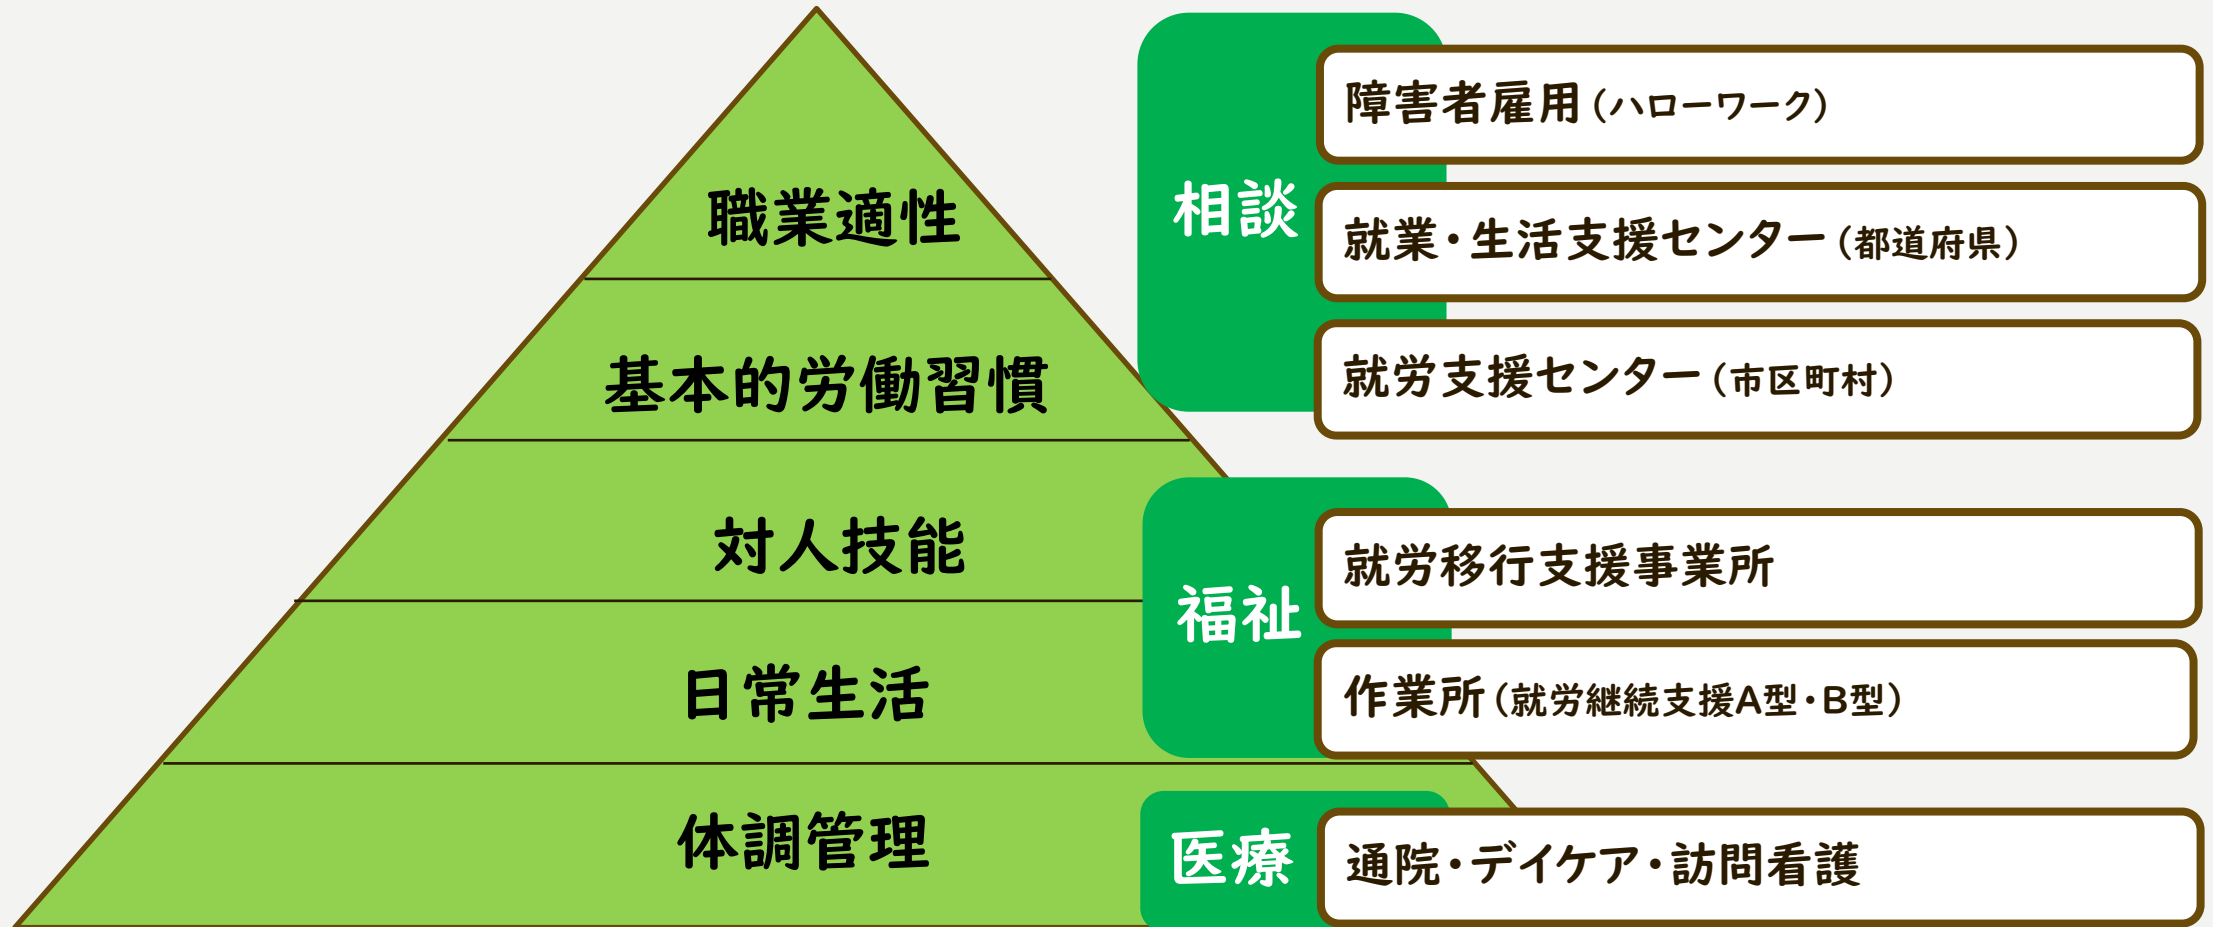 職業適性
基本的労働習慣
対人技能
日常生活
体調管理
相談
障害者雇用（ハローワーク）
就業・生活支援センター（都道府県）
就労支援センター（市区町村）
福祉
就労移行支援事業所
作業所（就労継続支援A型・B型）
医療
通院・デイケア・訪問看護